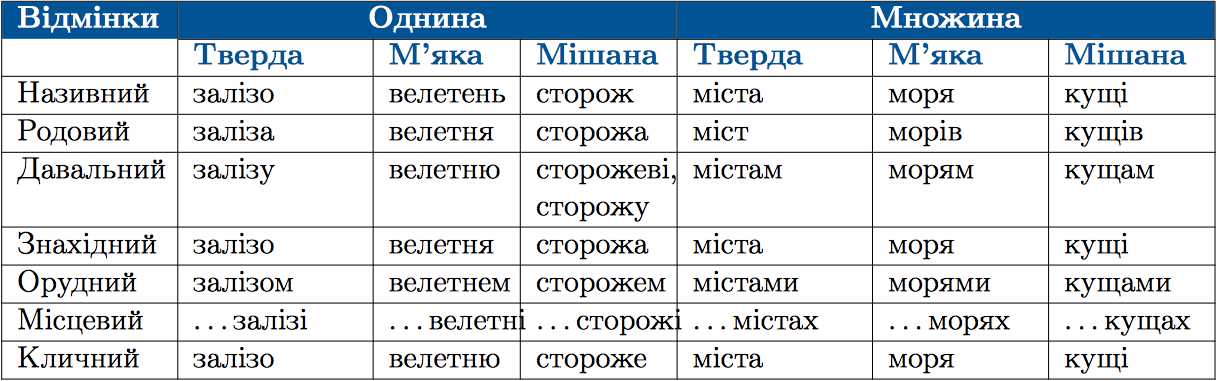 Відмінки Однина Множина
Тверда М’яка Мішана Тверда М’яка Мішана
Називний залізо велетень сторож міста моря кущі
Родовий заліза велетня сторожа міст морів кущів
Давальний залізу велетню сторожеві, містам морям кущам
сторожу
Знахідний залізо велетня сторожа міста моря кущі
Орудний залізом велетнем сторожем містами морями кущами
Місцевий ...залізі ...велетні ...сторожі ...містах ...морях ...кущах
Кличний залізо велетню стороже міста моря кущі